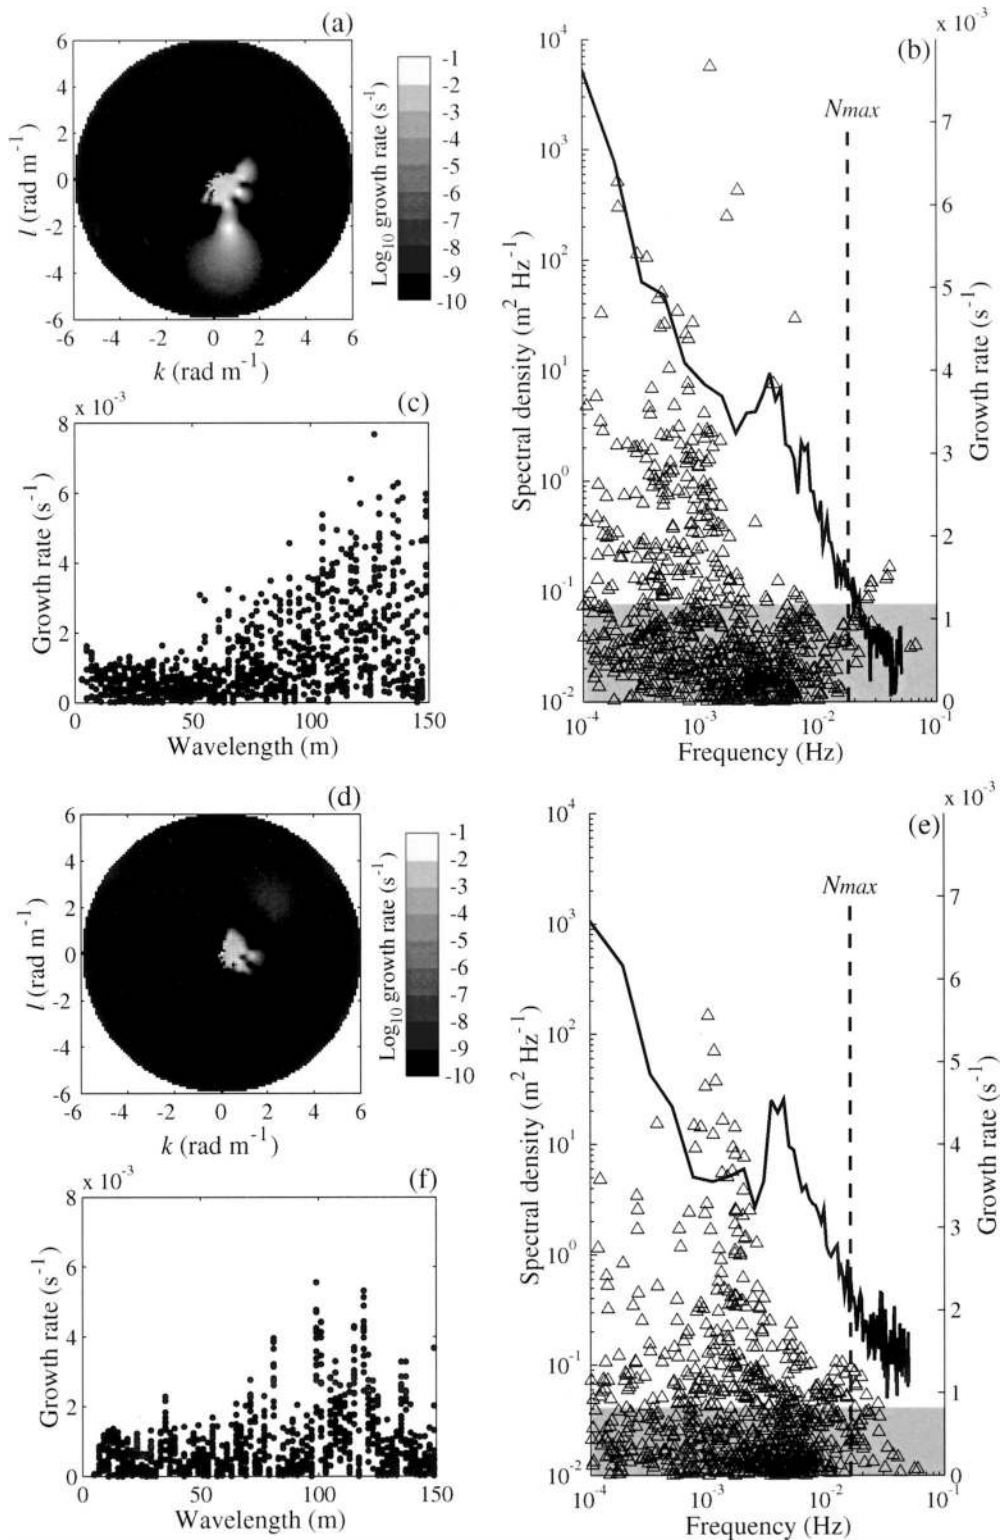 (a)
6
4
2
0
-2
-4
6
6 -4 -2 0 2 4 6
l (rad m⁻¹)
k (rad m⁻¹)
-1
-2
-3
-4
-5
-6
-7
-8
-9
-10
Log₁₀ growth rate (s⁻¹)
(b)
x 10⁻³
10⁴
10³
10²
10¹
10⁰
10⁻¹
10⁻²
Spectral density (m² Hz⁻¹)
Nmax
7
6
5
4
3
2
1
0
Growth rate (s⁻¹)
10⁻⁴ 10⁻³ 10⁻² 10⁻¹
Frequency (Hz)
(c)
x 10⁻³
8
6
4
2
0
Growth rate (s⁻¹)
0 50 100 150
Wavelength (m)
(d)
6
4
2
0
-2
-4
-6
-6 -4 -2 0 2 4 6
l (rad m⁻¹)
k (rad m⁻¹)
-1
-2
-3
-4
-5
-6
-7
-8
-9
-10
Log₁₀ growth rate (s⁻¹)
(e)
x 10⁻³
10⁴
10³
10²
10¹
10⁰
10⁻¹
10⁻²
Spectral density (m² Hz⁻¹)
Nmax
7
6
5
4
3
2
1
0
Growth rate (s⁻¹)
10⁻⁴ 10⁻³ 10⁻² 10⁻¹
Frequency (Hz)
(f)
x 10⁻³
8
6
4
2
0
Growth rate (s⁻¹)
0 50 100 150
Wavelength (m)